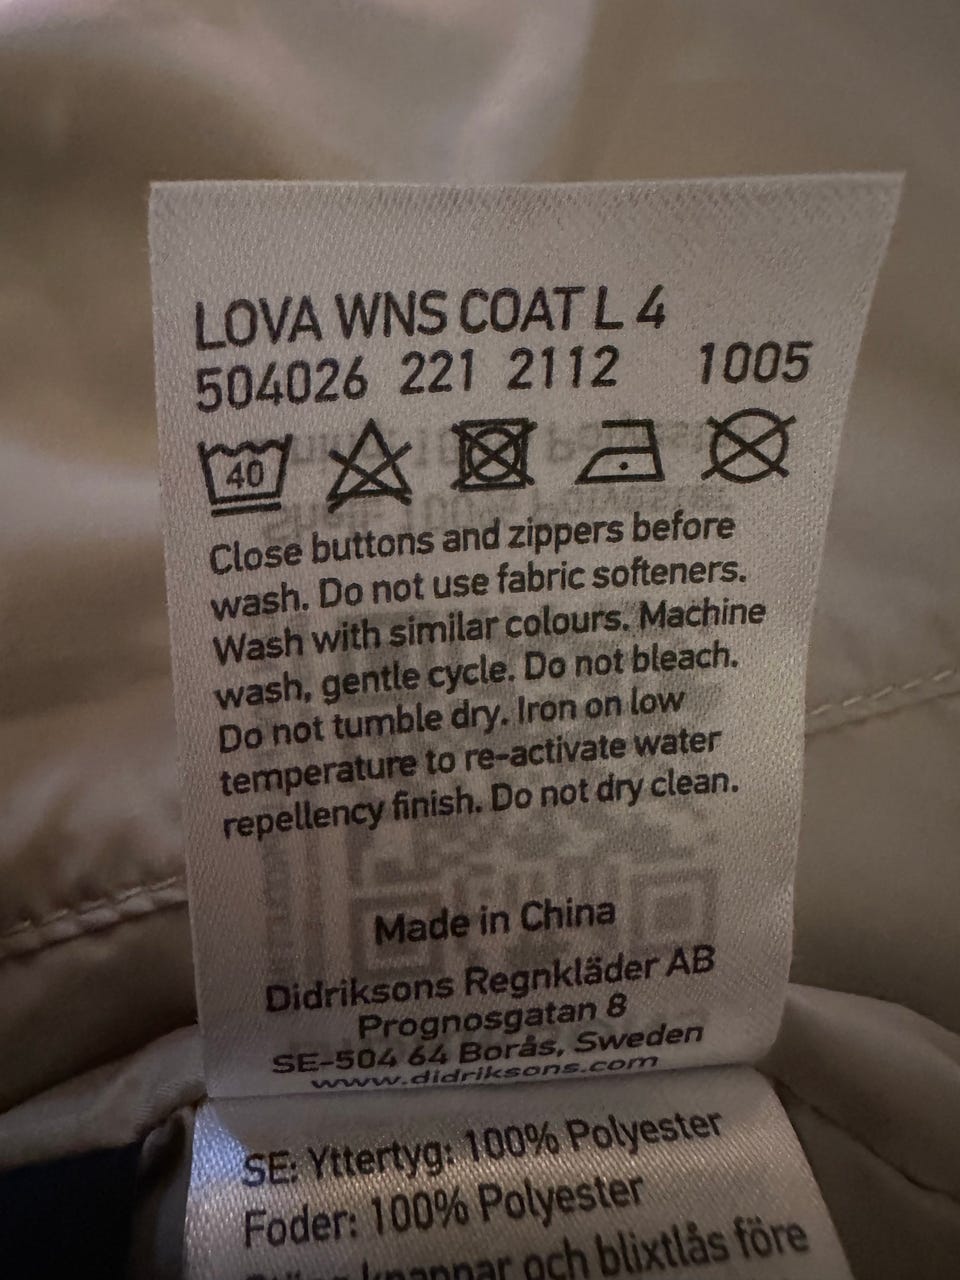 LOVA WNS COAT L 4
504026 221 2112 1005
40
Close buttons and zippers before
wash. Do not use fabric softeners.
Wash with similar colours. Machine
wash, gentle cycle. Do not bleach.
Do not tumble dry. Iron on low
temperature to re-activate water
repellency finish. Do not dry clean.
Made in China
Didriksons Regnkläder AB
Prognosgatan 8
SE-504 64 Borås, Sweden
www.didriksons.com
SE: Yttertyg: 100% Polyester
Foder: 100% Polyester
knappar och blixtlås före